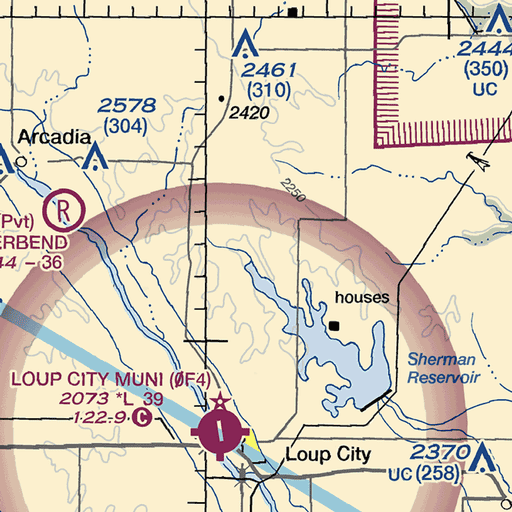 2444
(350)
UC
2461
(310)
2578
(304)
2420
Arcadia
2250
R
(Pvt)
ERBEND
44 - 36
houses
Sherman
Reservoir
LOUP CITY MUNI (ØF4)
2073 *L 39
122.9 C
Loup City
2370
UC (258)